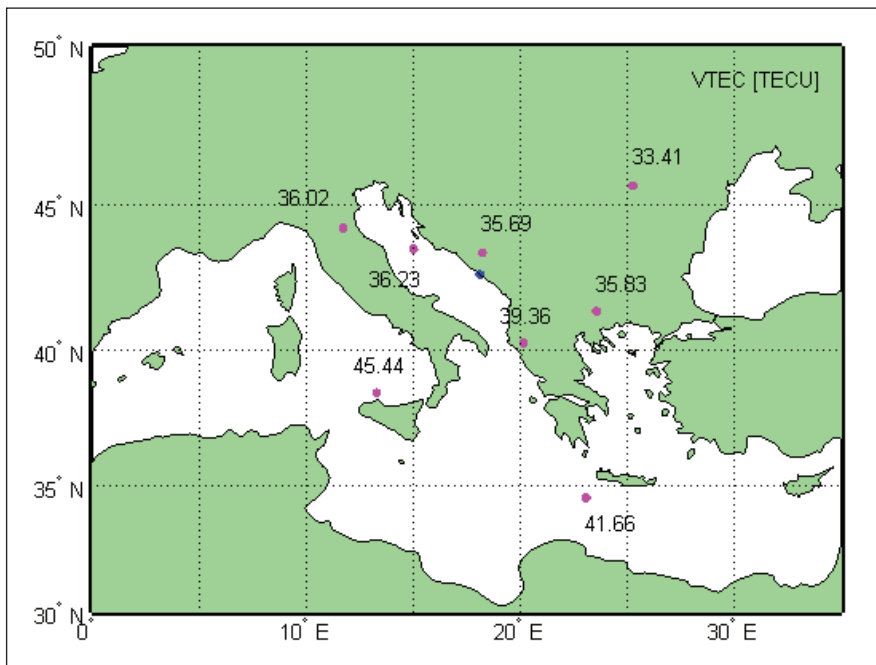 50° N
VTEC [TECU]
33.41
36.02
45° N
35.69
36.23
35.83
39.36
40° N
45.44
35° N
41.66
30° N
0°
10° E
20° E
30° E